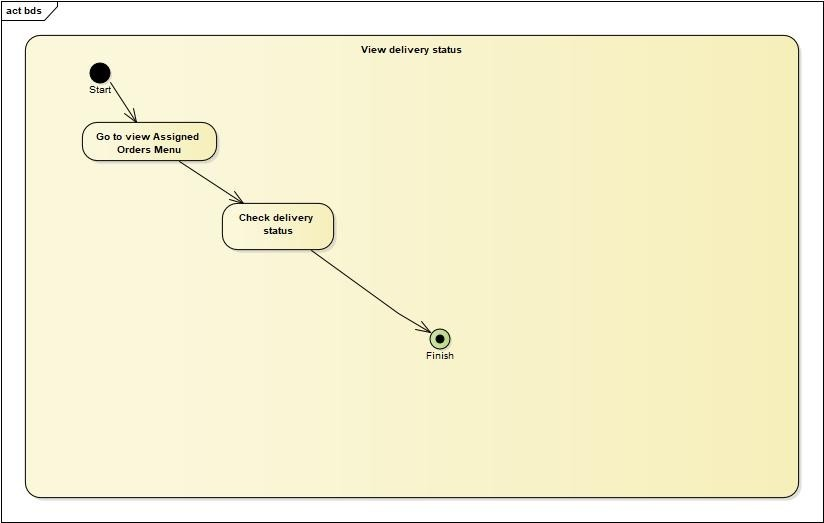 act bds
View delivery status
Start
Go to view Assigned
Orders Menu
Check delivery
status
Finish